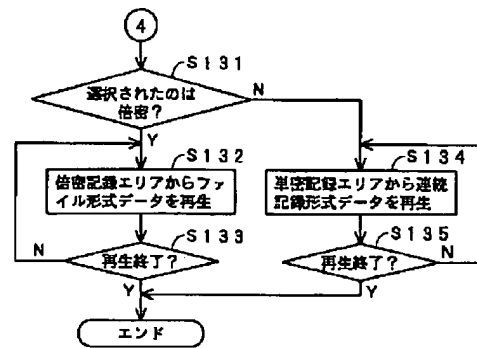 4
S131
選択されたのは
倍密?
N
Y
S132
倍密記録エリアからファ
イル形式データを再生
S134
単密記録エリアから連続
記録形式データを再生
S133
再生終了?
N
Y
S135
再生終了?
N
Y
エンド